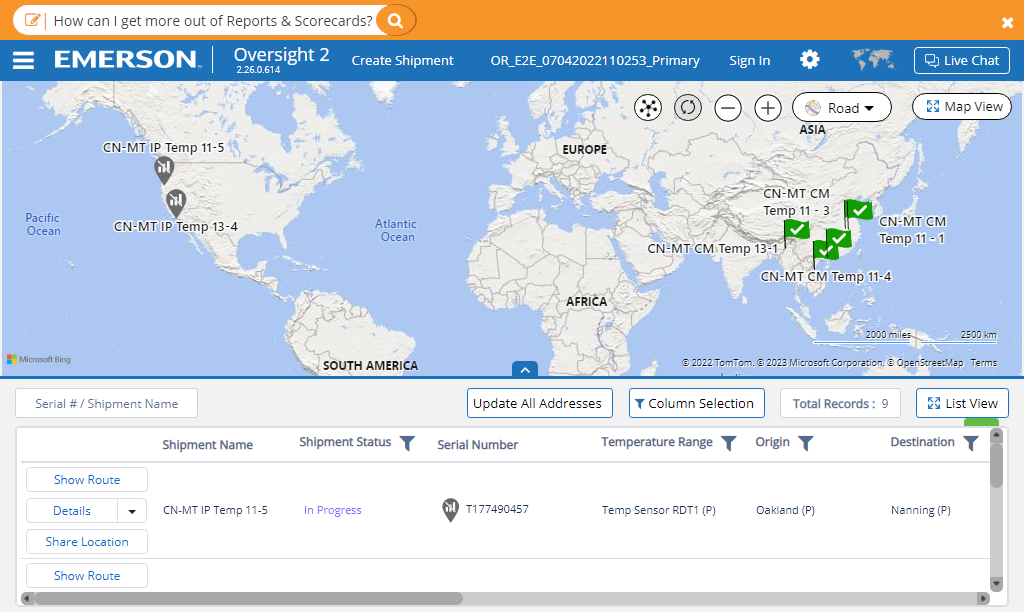 How can I get more out of Reports & Scorecards?
EMERSON
Oversight 2
2.26.0.614
Create Shipment
OR_E2E_07042022110253_Primary
Sign In
Live Chat
Road
Map View
ASIA
EUROPE
CN-MT IP Temp 11-5
CN-MT IP Temp 13-4
Pacific
Ocean
Atlantic
Ocean
CN-MT CM
Temp 11 - 3
CN-MT CM
Temp 11 - 1
CN-MT CM Temp 13-1
CN-MT CM Temp 11-4
AFRICA
SOUTH AMERICA
2000 miles
2500 km
Microsoft Bing
© 2022 TomTom, © 2023 Microsoft Corporation, © OpenStreetMap Terms
Serial # / Shipment Name
Update All Addresses
Column Selection
Total Records : 9
List View
Shipment Name
Shipment Status
Serial Number
Temperature Range
Origin
Destination
Show Route
Details
Share Location
CN-MT IP Temp 11-5
In Progress
T177490457
Temp Sensor RDT1 (P)
Oakland (P)
Nanning (P)
Show Route